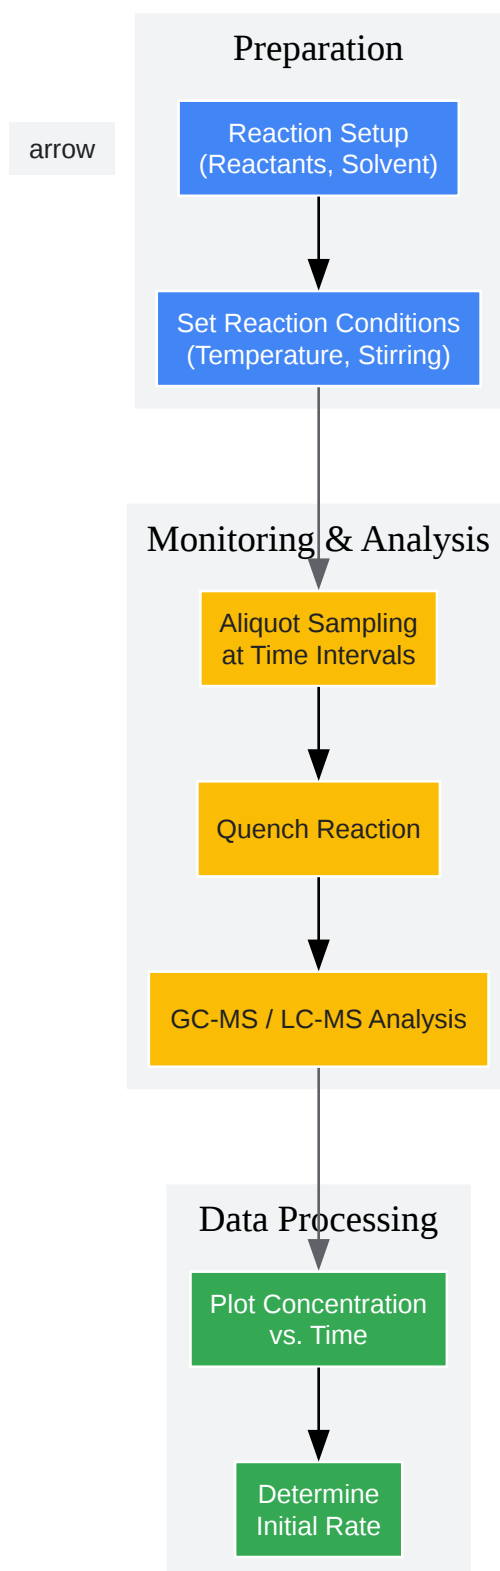 Preparation
arrow
Reaction Setup
(Reactants, Solvent)
Set Reaction Conditions
(Temperature, Stirring)
Monitoring & Analysis
Aliquot Sampling
at Time Intervals
Quench Reaction
GC-MS / LC-MS Analysis
Data Processing
Plot Concentration
vs. Time
Determine
Initial Rate